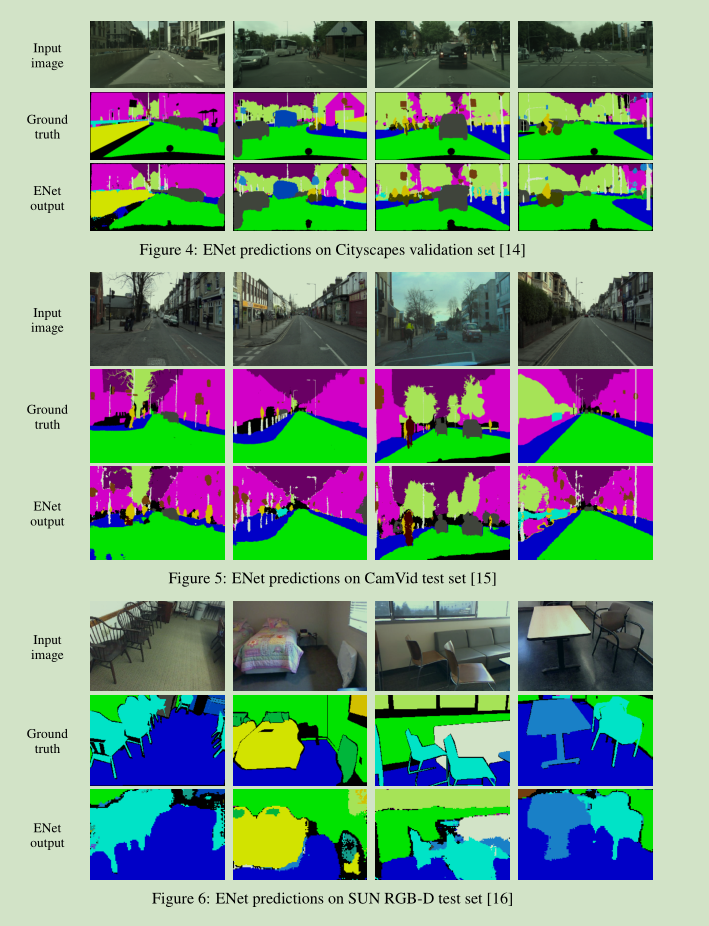 Input
image
Ground
truth
ENet
output
Figure 4: ENet predictions on Cityscapes validation set [14]
Input
image
Ground
truth
ENet
output
Figure 5: ENet predictions on CamVid test set [15]
Input
image
Ground
truth
ENet
output
Figure 6: ENet predictions on SUN RGB-D test set [16]